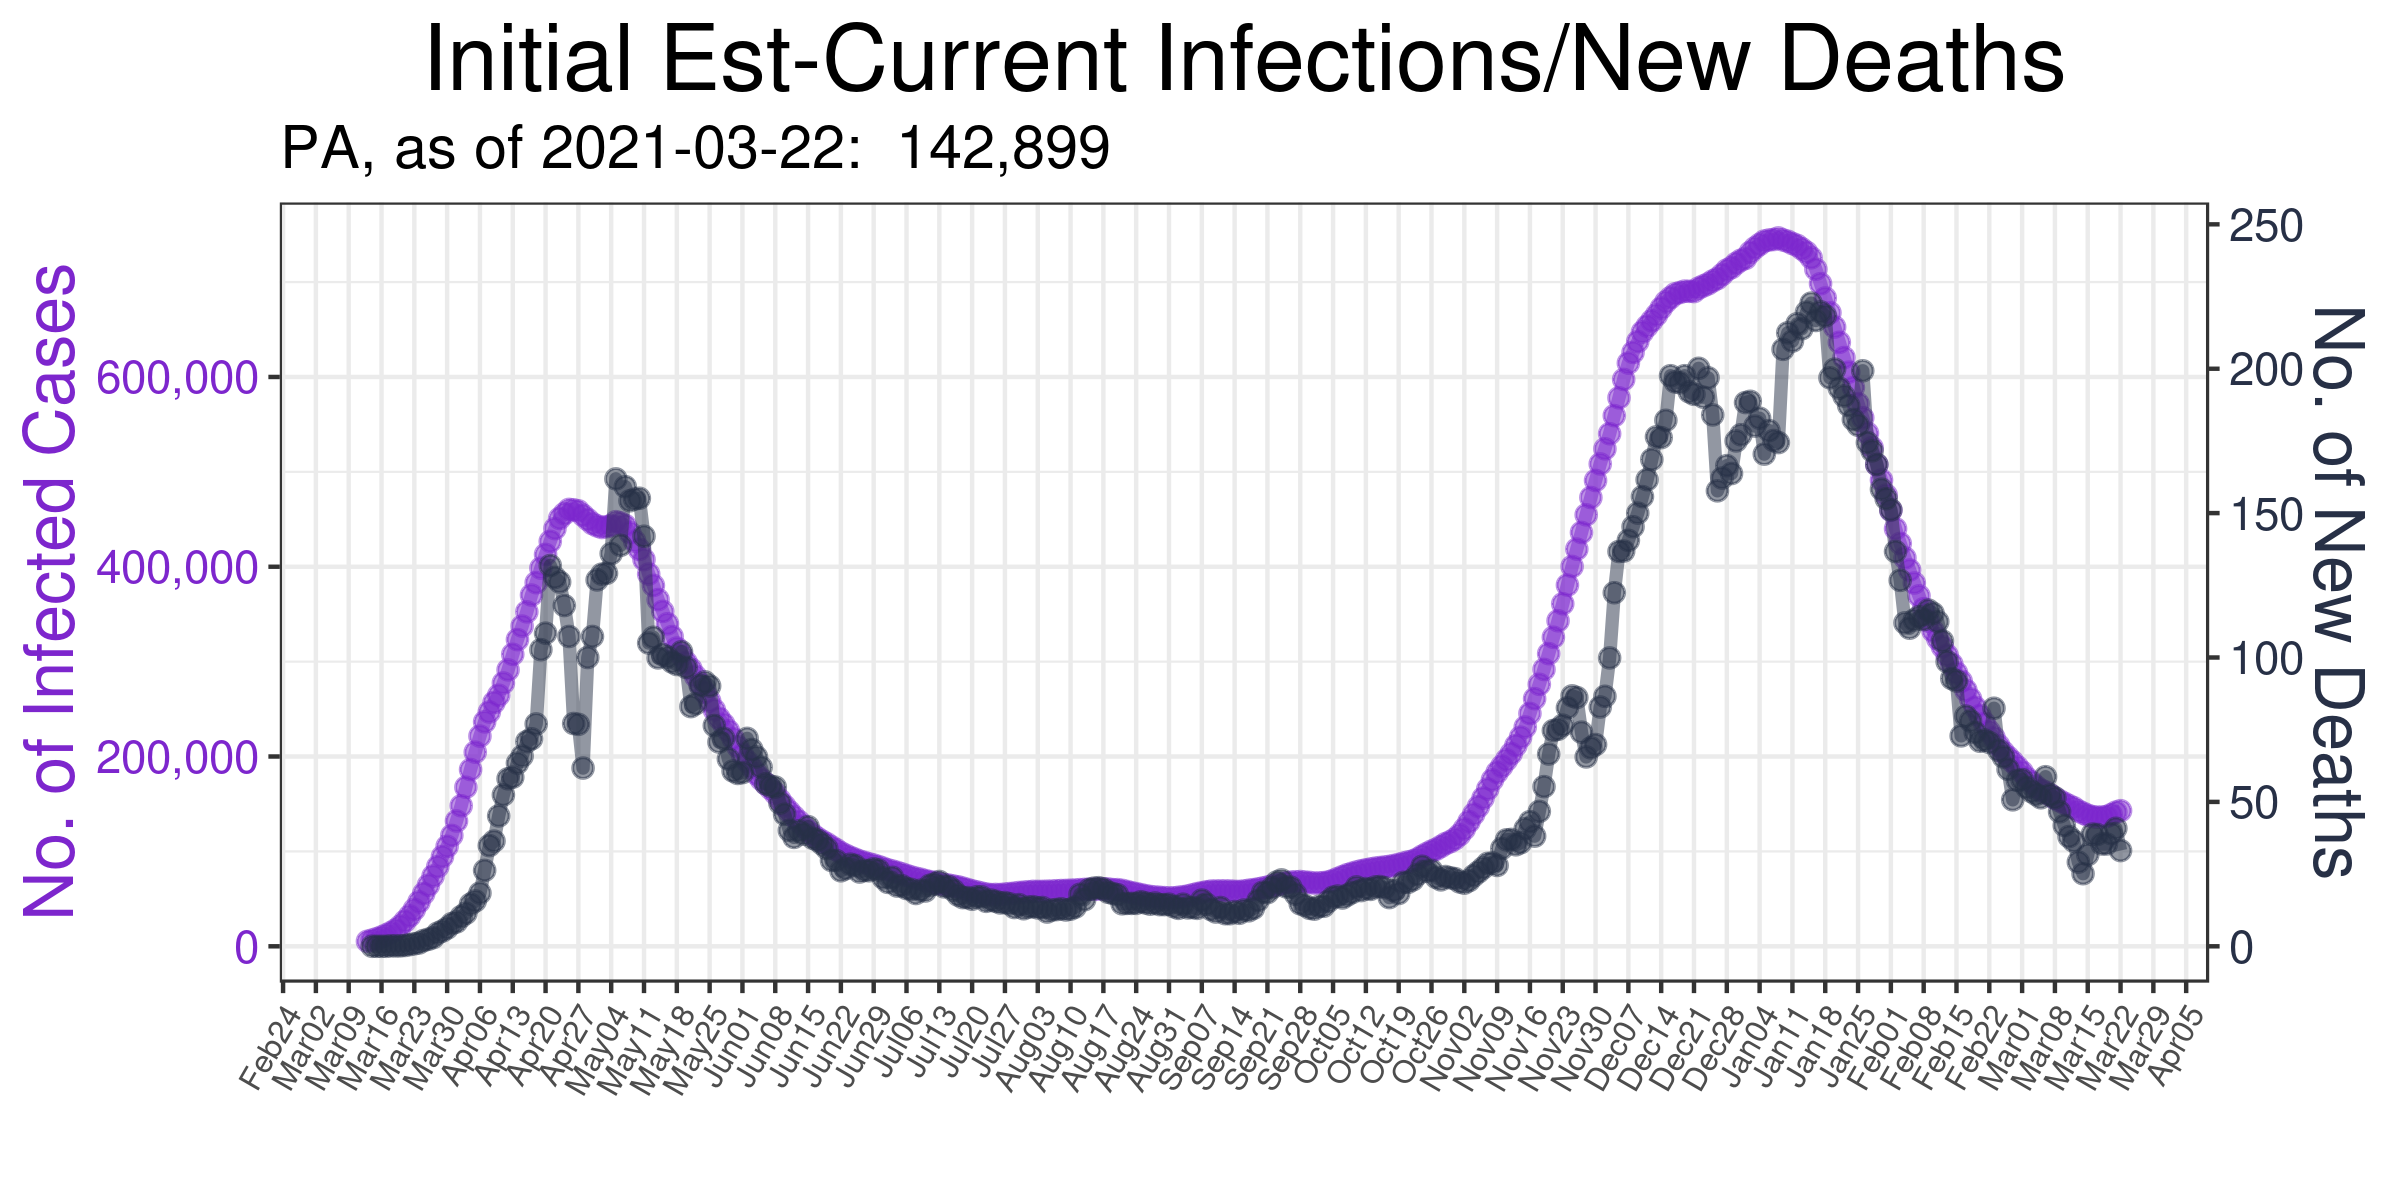 Initial Est-Current Infections/New Deaths
PA, as of 2021-03-22:  142,899
No. of Infected Cases
600,000
400,000
200,000
0
250
200
150
100
50
0
No. of New Deaths
Feb24
Mar02
Mar09
Mar16
Mar23
Mar30
Apr06
Apr13
Apr20
Apr27
May04
May11
May18
May25
Jun01
Jun08
Jun15
Jun22
Jun29
Jul06
Jul13
Jul20
Jul27
Aug03
Aug10
Aug17
Aug24
Aug31
Sep07
Sep14
Sep21
Sep28
Oct05
Oct12
Oct19
Oct26
Nov02
Nov09
Nov16
Nov23
Nov30
Dec07
Dec14
Dec21
Dec28
Jan04
Jan11
Jan18
Jan25
Feb01
Feb08
Feb15
Feb22
Mar01
Mar08
Mar15
Mar22
Mar29
Apr05